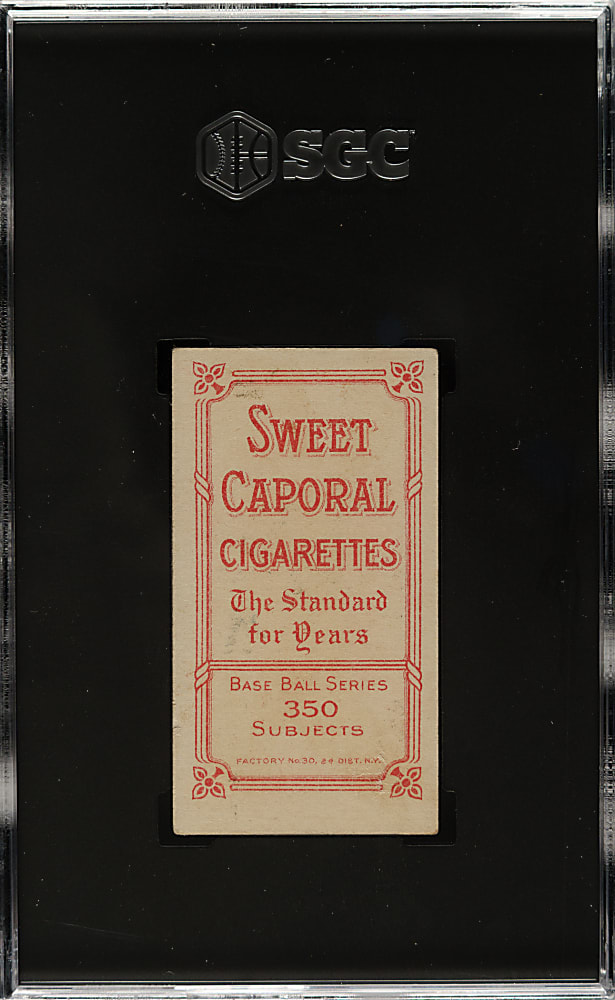 SGC
SWEET
CAPORAL
CIGARETTES
The Standard
for Years
BASE BALL SERIES
350
SUBJECTS
FACTORY No. 30, 2d DIST. N.Y.